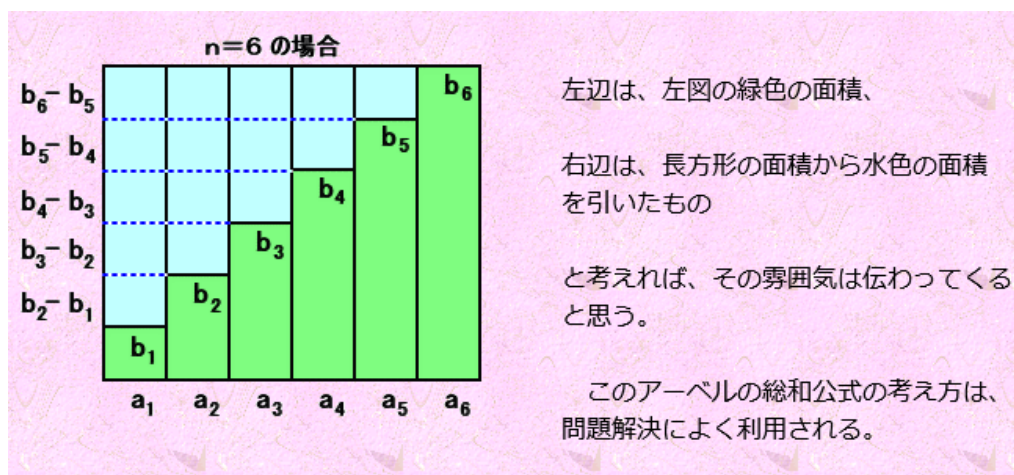 n=6 の場合
b6- b5
b5- b4
b4- b3
b3- b2
b2- b1
b1
b2
b3
b4
b5
b6
a1 a2 a3 a4 a5 a6
左辺は、左図の緑色の面積、
右辺は、長方形の面積から水色の面積
を引いたもの
と考えれば、その雰囲気は伝わってくる
と思う。
このアーベルの総和公式の考え方は、
問題解決によく利用される。